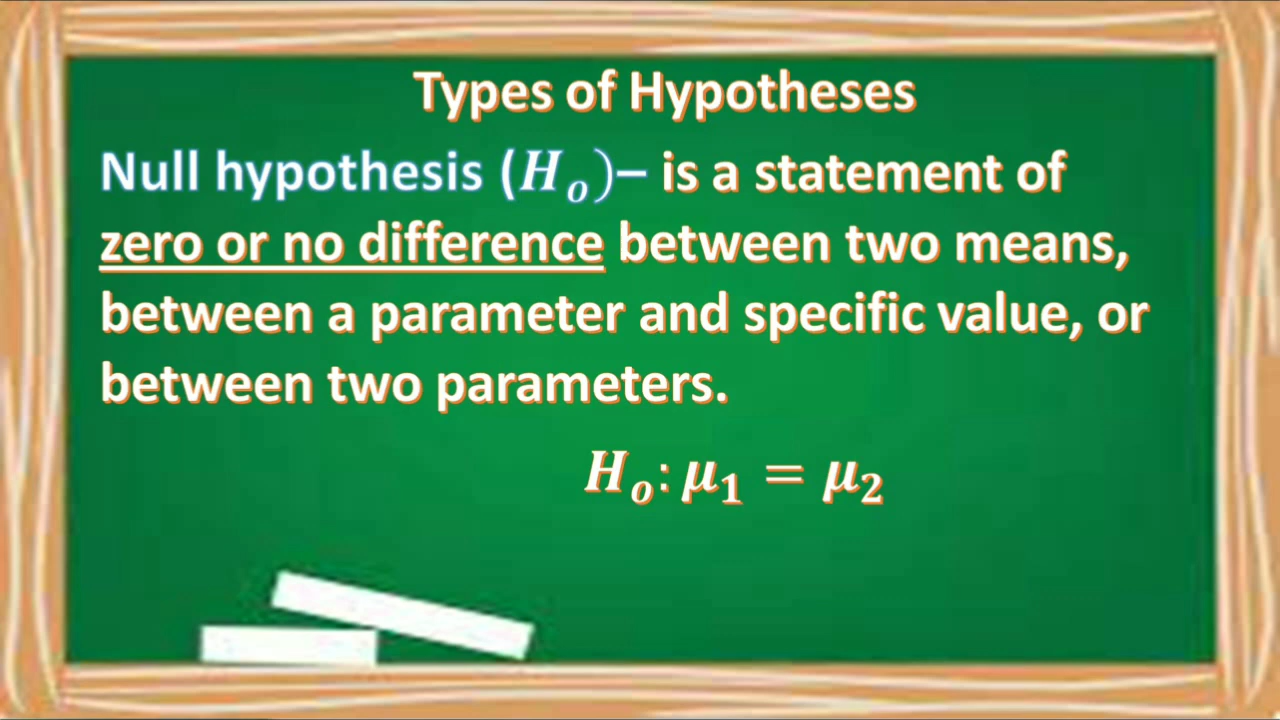 Types of Hypotheses
Null hypothesis (Hₒ)– is a statement of
zero or no difference between two means,
between a parameter and specific value, or
between two parameters.
Hₒ: μ₁ = μ₂